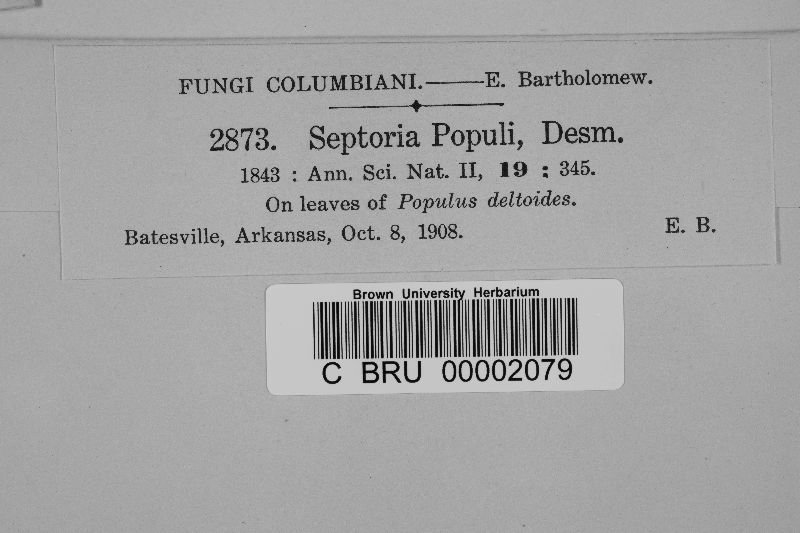 FUNGI COLUMBIANI.——E. Bartholomew.
2873. Septoria Populi, Desm.
1843 : Ann. Sci. Nat. II, 19 : 345.
On leaves of Populus deltoides.
Batesville, Arkansas, Oct. 8, 1908. E. B.
Brown University Herbarium
C BRU 00002079